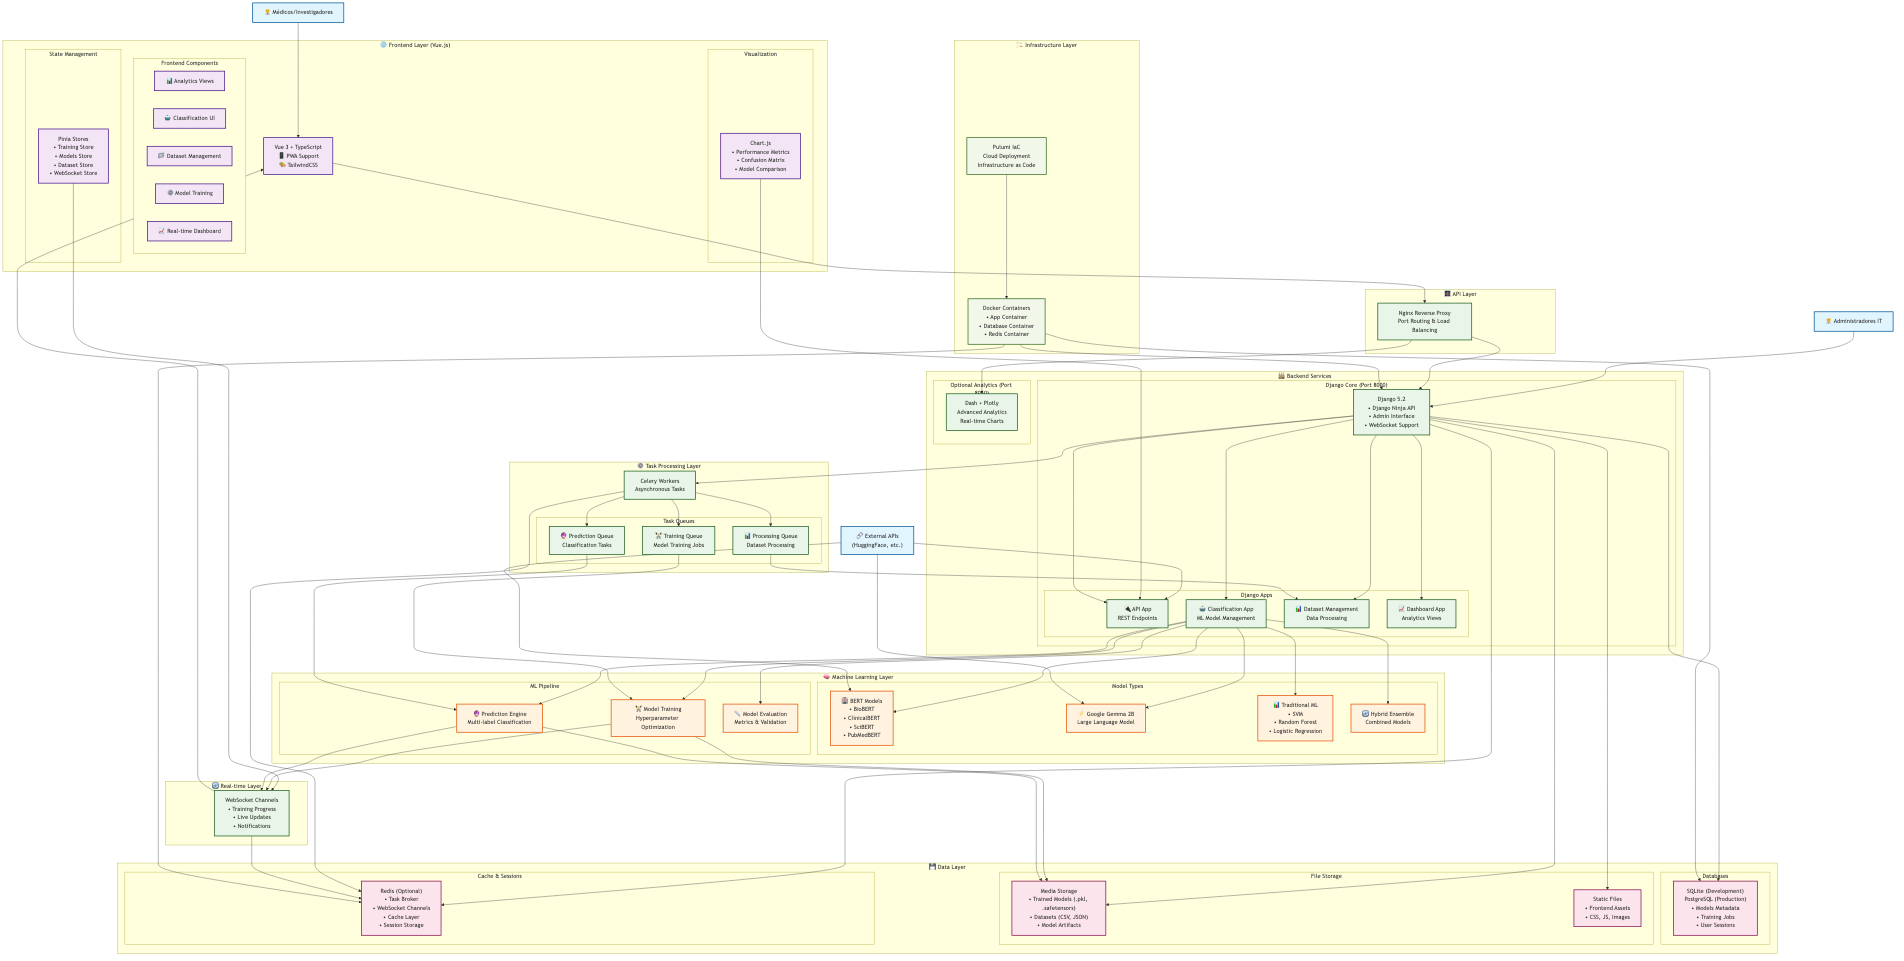 Médicos/Investigadores
Frontend Layer (Vue.js)
State Management
Pinia Stores
• Training Store
• Models Store
• Dataset Store
• WebSocket Store
Frontend Components
Analytics Views
Classification UI
Dataset Management
Model Training
Real-time Dashboard
Vue 3 + TypeScript
PWA Support
TailwindCSS
Visualization
Chart.js
• Performance Metrics
• Confusion Matrix
• Model Comparison
Infrastructure Layer
Pulumi IaC
Cloud Deployment
Infrastructure as Code
Docker Containers
• App Container
• Database Container
• Redis Container
API Layer
Nginx Reverse Proxy
Port Routing & Load
Balancing
Administradores IT
Backend Services
Optional Analytics (Port
Dash + Plotly
Advanced Analytics
Real-time Charts
Django Core (Port 8000)
Django 5.2
• Django Ninja API
• Admin Interface
• WebSocket Support
Task Processing Layer
Celery Workers
Asynchronous Tasks
Task Queues
Prediction Queue
Classification Tasks
Training Queue
Model Training Jobs
Processing Queue
Dataset Processing
External APIs
(HuggingFace, etc.)
Django Apps
API App
REST Endpoints
Classification App
ML Model Management
Dataset Management
Data Processing
Dashboard App
Analytics Views
Machine Learning Layer
ML Pipeline
Prediction Engine
Multi-label Classification
Model Training
Hyperparameter
Optimization
Model Evaluation
Metrics & Validation
Model Types
BERT Models
• BioBERT
• ClinicalBERT
• SciBERT
• PubMedBERT
Google Gemma 2B
Large Language Model
Traditional ML
• SVM
• Random Forest
• Logistic Regression
Hybrid Ensemble
Combined Models
Real-time Layer
WebSocket Channels
• Training Progress
• Live Updates
• Notifications
Data Layer
Cache & Sessions
Redis (Optional)
• Task Broker
• WebSocket Channels
• Cache Layer
• Session Storage
File Storage
Media Storage
• Trained Models (.pkl,
.safetensors)
• Datasets (CSV, JSON)
• Model Artifacts
Static Files
• Frontend Assets
• CSS, JS, Images
Databases
SQLite (Development)
PostgreSQL (Production)
• Models Metadata
• Training Jobs
• User Sessions